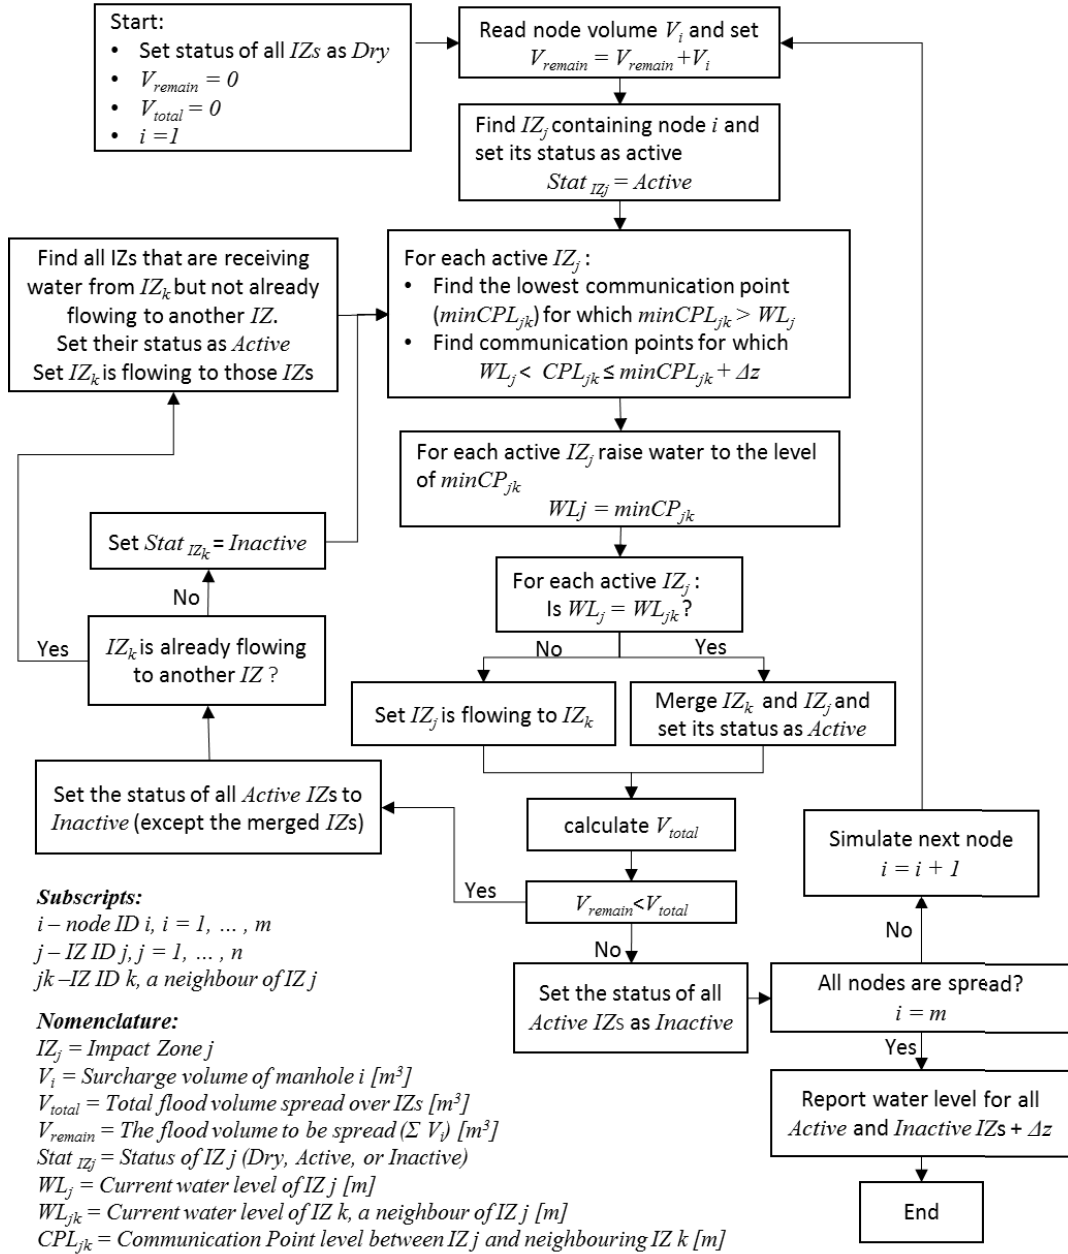 Start:
• Set status of all IZs as Dry
• V_remain = 0
• V_total = 0
• i =1
Read node volume V_i and set
V_remain = V_remain+V_i
Find IZ_j containing node i and
set its status as active
Stat_IZj = Active
Find all IZs that are receiving
water from IZ_k but not already
flowing to another IZ.
Set their status as Active
Set IZ_k is flowing to those IZs
For each active IZ_j :
• Find the lowest communication point
(minCPL_jk) for which minCPL_jk > WL_j
• Find communication points for which
WL_j < CPL_jk ≤ minCPL_jk + Δz
For each active IZ_j raise water to the level
of minCP_jk
WLj = minCP_jk
Set Stat_IZk = Inactive
For each active IZ_j :
Is WL_j = WL_jk ?
No
Yes
IZ_k is already flowing
to another IZ ?
No
Yes
Set IZ_j is flowing to IZ_k
Merge IZ_k and IZ_j and
set its status as Active
Set the status of all Active IZs to
Inactive (except the merged IZs)
calculate V_total
Simulate next node
i = i + 1
Yes
V_remain<V_total
No
No
Set the status of all
Active IZs as Inactive
All nodes are spread?
i = m
Yes
Report water level for all
Active and Inactive IZs + Δz
End
Subscripts:
i – node ID i, i = 1, … , m
j – IZ ID j, j = 1, … , n
jk –IZ ID k, a neighbour of IZ j
Nomenclature:
IZ_j = Impact Zone j
V_i = Surcharge volume of manhole i [m³]
V_total = Total flood volume spread over IZs [m³]
V_remain = The flood volume to be spread (Σ V_i) [m³]
Stat_IZj = Status of IZ j (Dry, Active, or Inactive)
WL_j = Current water level of IZ j [m]
WL_jk = Current water level of IZ k, a neighbour of IZ j [m]
CPL_jk = Communication Point level between IZ j and neighbouring IZ k [m]